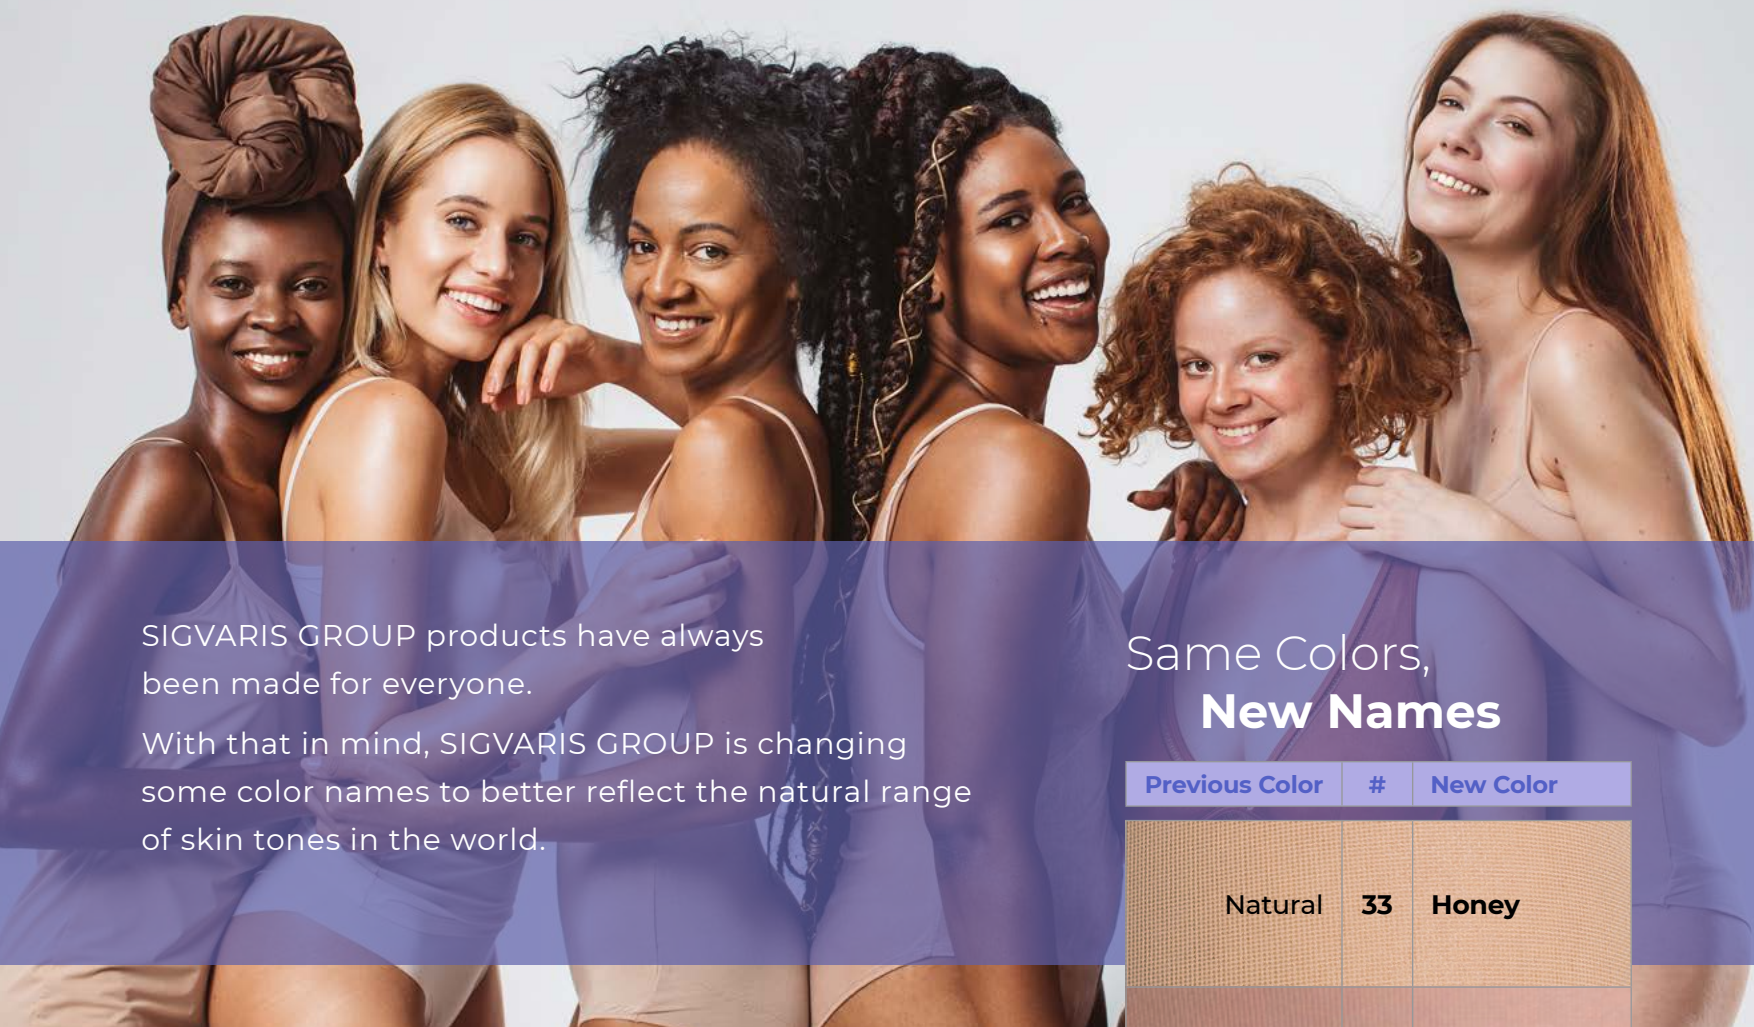 SIGVARIS GROUP products have always
been made for everyone.
With that in mind, SIGVARIS GROUP is changing
some color names to better reflect the natural range
of skin tones in the world.
Same Colors,
New Names
Previous Color # New Color
Natural 33 Honey